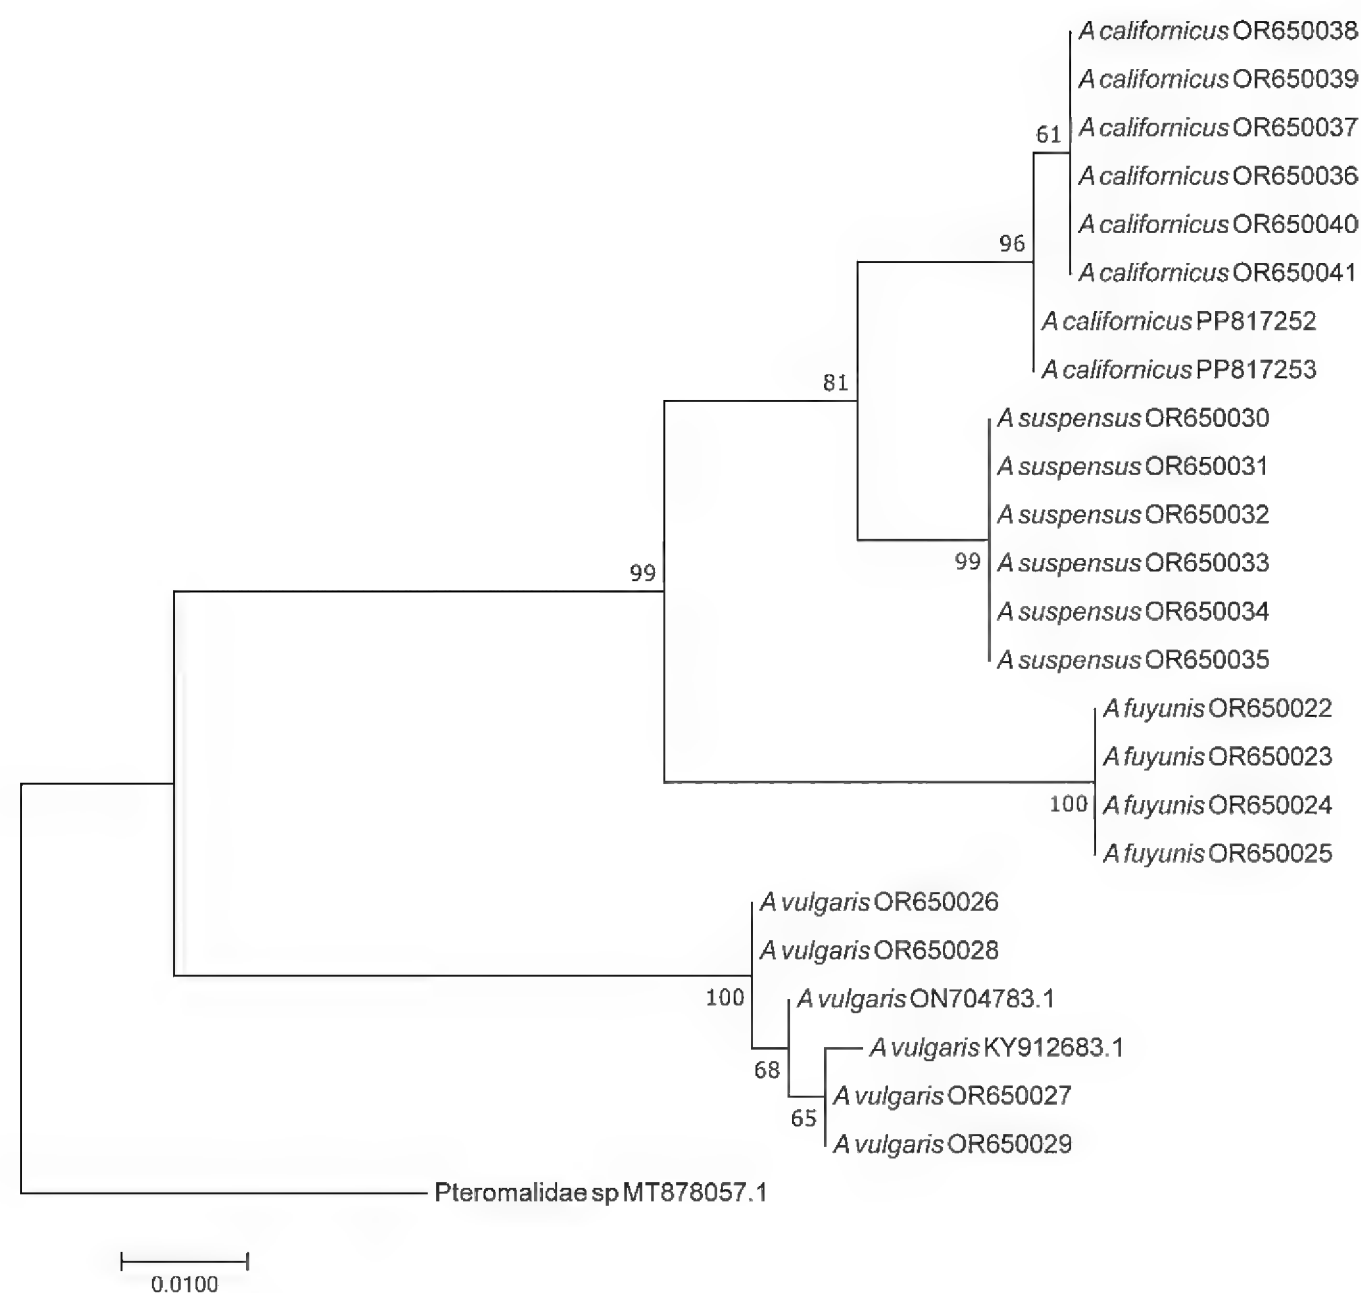 A californicus OR650038
A californicus OR650039
61 A californicus OR650037
A californicus OR650036
96 A californicus OR650040
A californicus OR650041
A californicus PP817252
81 A californicus PP817253
A suspensus OR650030
A suspensus OR650031
A suspensus OR650032
99 99 A suspensus OR650033
A suspensus OR650034
A suspensus OR650035
A fuyunis OR650022
A fuyunis OR650023
100 A fuyunis OR650024
A fuyunis OR650025
A vulgaris OR650026
A vulgaris OR650028
100 A vulgaris ON704783.1
A vulgaris KY912683.1
68
A vulgaris OR650027
65
A vulgaris OR650029
Pteromalidae sp MT878057.1
0.0100